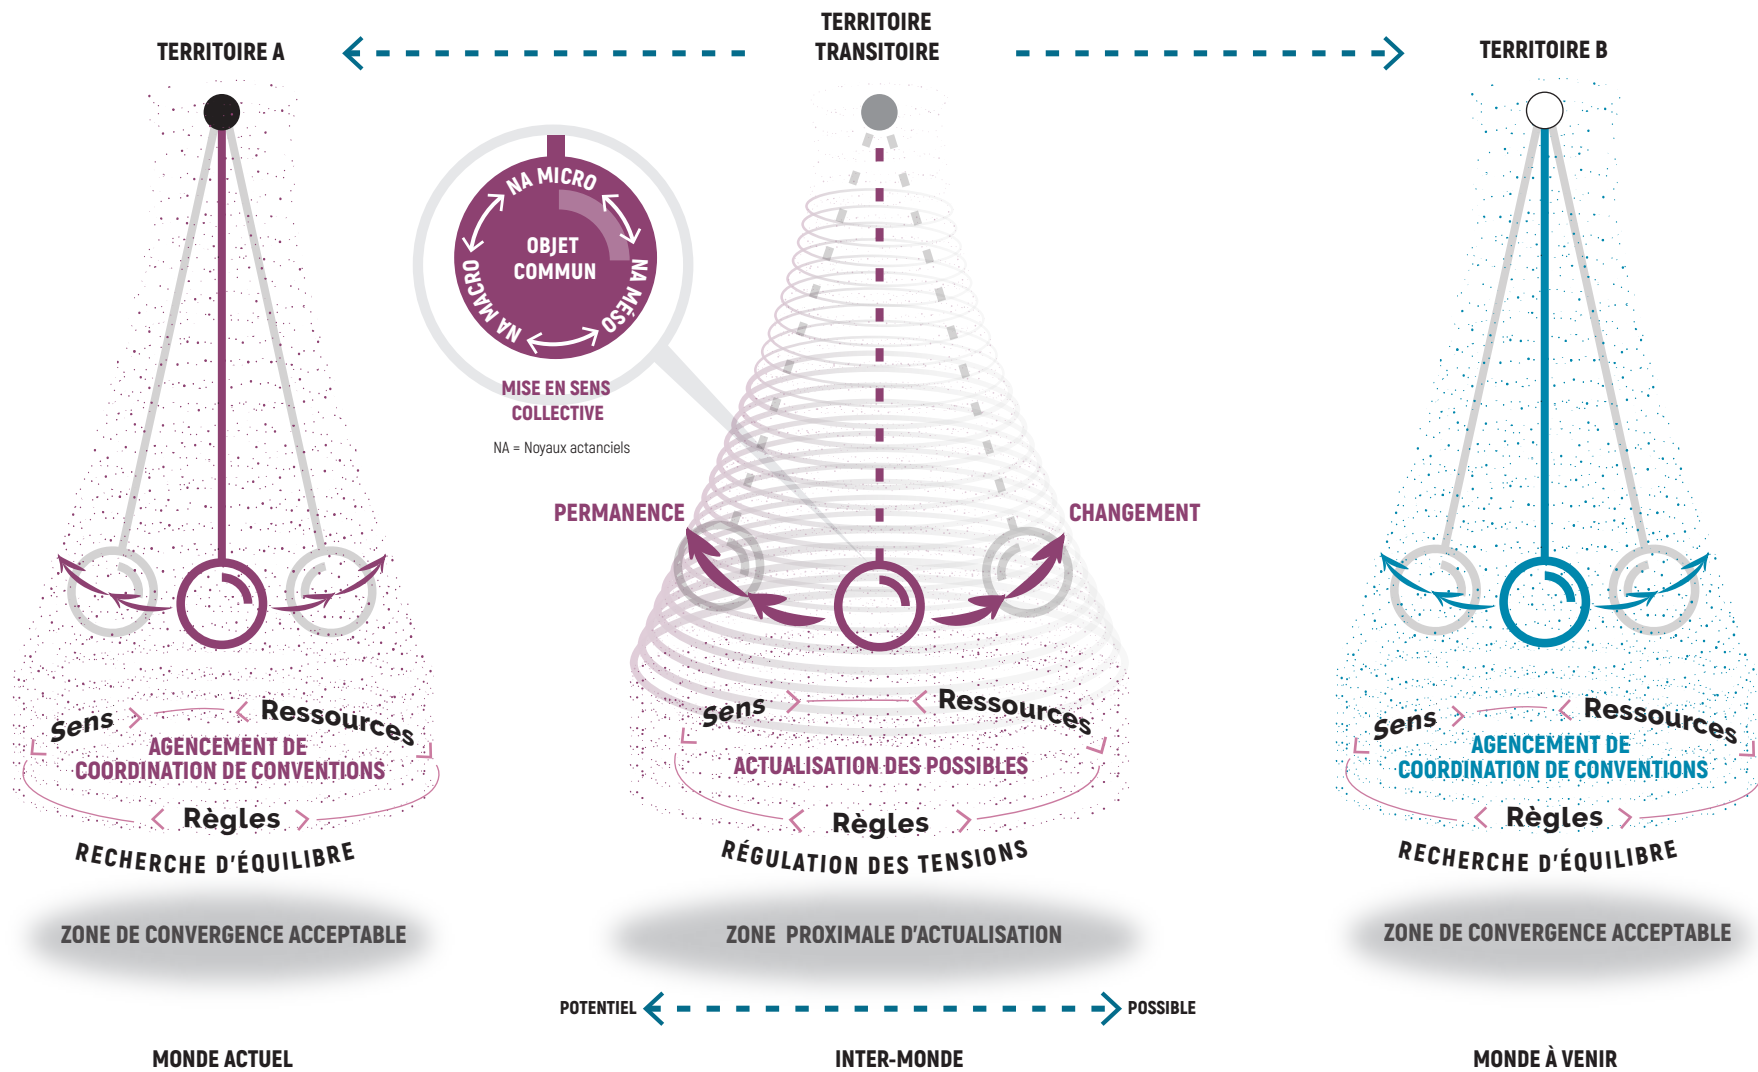 TERRITOIRE A
TERRITOIRE
TRANSITOIRE
TERRITOIRE B
NA MICRO
NA MÉSO
NA MACRO
OBJET
COMMUN
MISE EN SENS
COLLECTIVE
NA = Noyaux actanciels
PERMANENCE
CHANGEMENT
Sens
Ressources
AGENCEMENT DE
COORDINATION DE CONVENTIONS
Règles
RECHERCHE D'ÉQUILIBRE
ZONE DE CONVERGENCE ACCEPTABLE
Sens
Ressources
ACTUALISATION DES POSSIBLES
Règles
RÉGULATION DES TENSIONS
ZONE PROXIMALE D'ACTUALISATION
Sens
Ressources
AGENCEMENT DE
COORDINATION DE CONVENTIONS
Règles
RECHERCHE D'ÉQUILIBRE
ZONE DE CONVERGENCE ACCEPTABLE
POTENTIEL
POSSIBLE
MONDE ACTUEL
INTER-MONDE
MONDE À VENIR